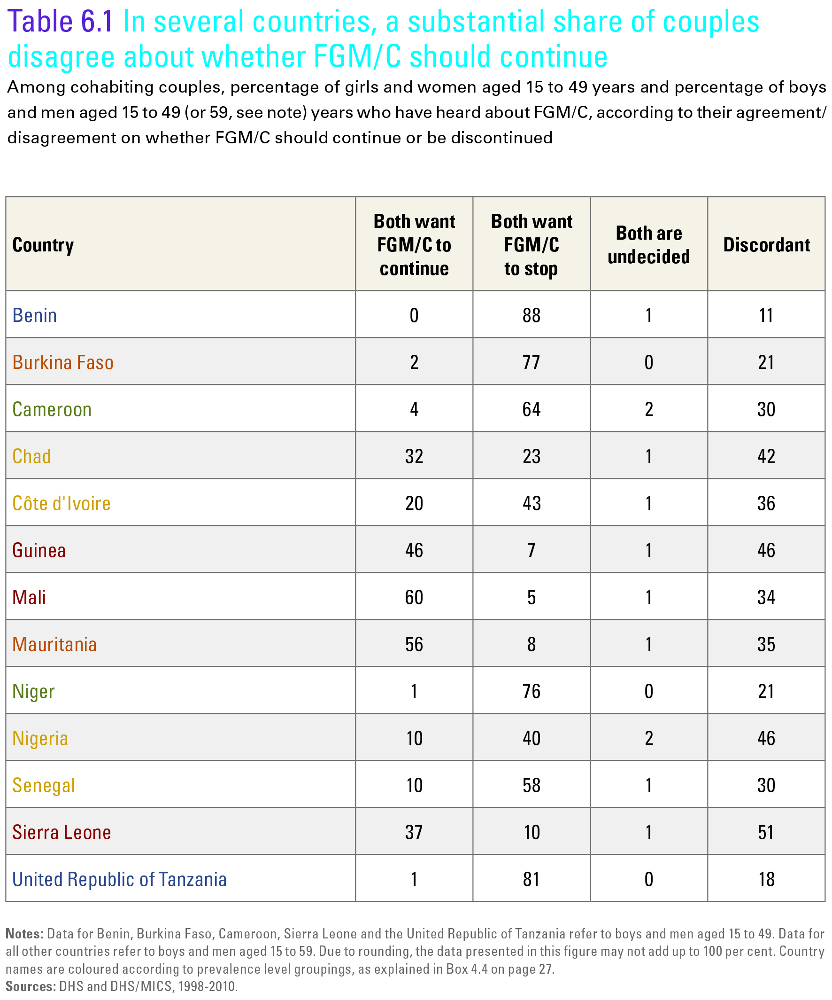 Table 6.1 In several countries, a substantial share of couples
disagree about whether FGM/C should continue
Among cohabiting couples, percentage of girls and women aged 15 to 49 years and percentage of boys
and men aged 15 to 49 (or 59, see note) years who have heard about FGM/C, according to their agreement/
disagreement on whether FGM/C should continue or be discontinued
Country
Both want
FGM/C to
continue
Both want
FGM/C
to stop
Both are
undecided
Discordant
Benin 0 88 1 11
Burkina Faso 2 77 0 21
Cameroon 4 64 2 30
Chad 32 23 1 42
Côte d'Ivoire 20 43 1 36
Guinea 46 7 1 46
Mali 60 5 1 34
Mauritania 56 8 1 35
Niger 1 76 0 21
Nigeria 10 40 2 46
Senegal 10 58 1 30
Sierra Leone 37 10 1 51
United Republic of Tanzania 1 81 0 18
Notes: Data for Benin, Burkina Faso, Cameroon, Sierra Leone and the United Republic of Tanzania refer to boys and men aged 15 to 49. Data for
all other countries refer to boys and men aged 15 to 59. Due to rounding, the data presented in this figure may not add up to 100 per cent. Country
names are coloured according to prevalence level groupings, as explained in Box 4.4 on page 27.
Sources: DHS and DHS/MICS, 1998-2010.